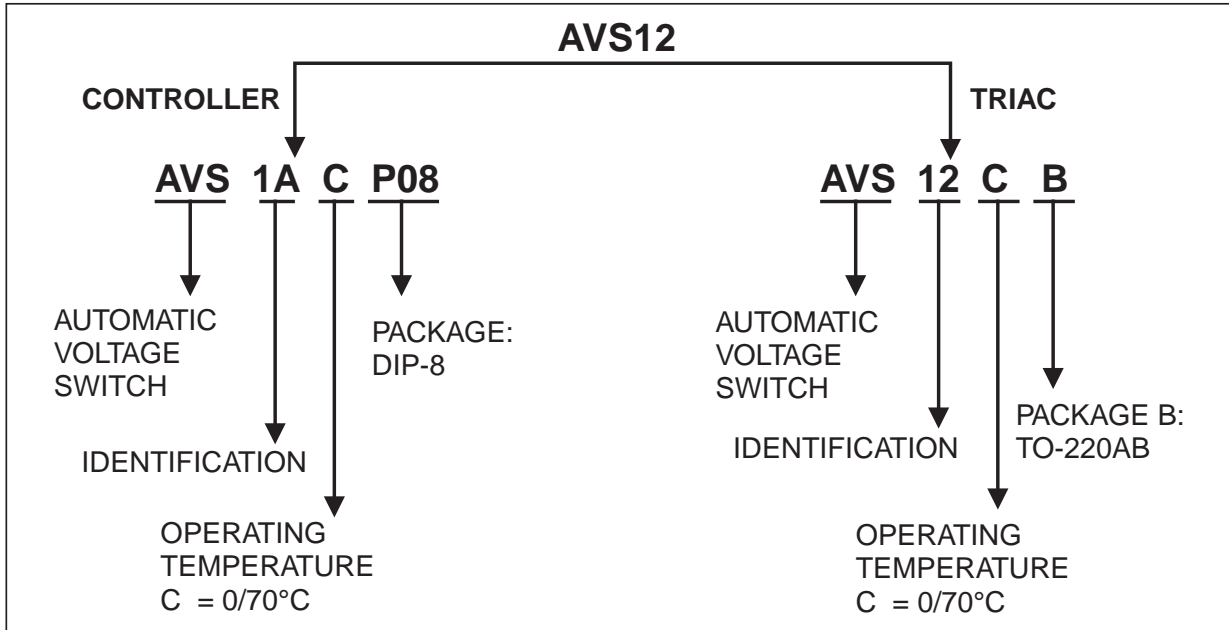 AVS12
CONTROLLER
TRIAC
AVS 1A C P08
AVS 12 C B
AUTOMATIC
VOLTAGE
SWITCH
PACKAGE:
DIP-8
IDENTIFICATION
OPERATING
TEMPERATURE
C = 0/70°C
AUTOMATIC
VOLTAGE
SWITCH
PACKAGE B:
TO-220AB
IDENTIFICATION
OPERATING
TEMPERATURE
C = 0/70°C